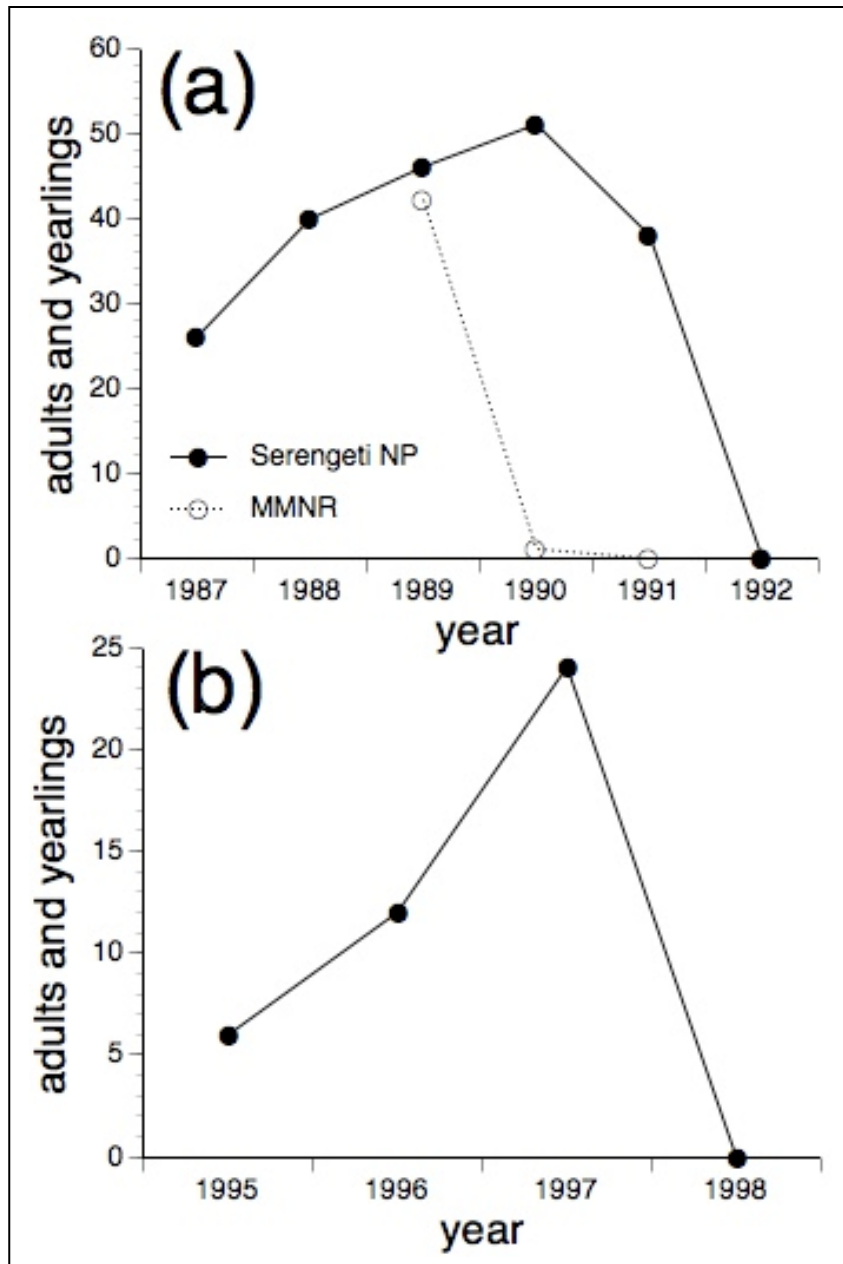 (a)
adults and yearlings
60
50
40
30
20
10
0
Serengeti NP
MMNR
1987 1988 1989 1990 1991 1992
year
(b)
adults and yearlings
25
20
15
10
5
0
1995 1996 1997 1998
year